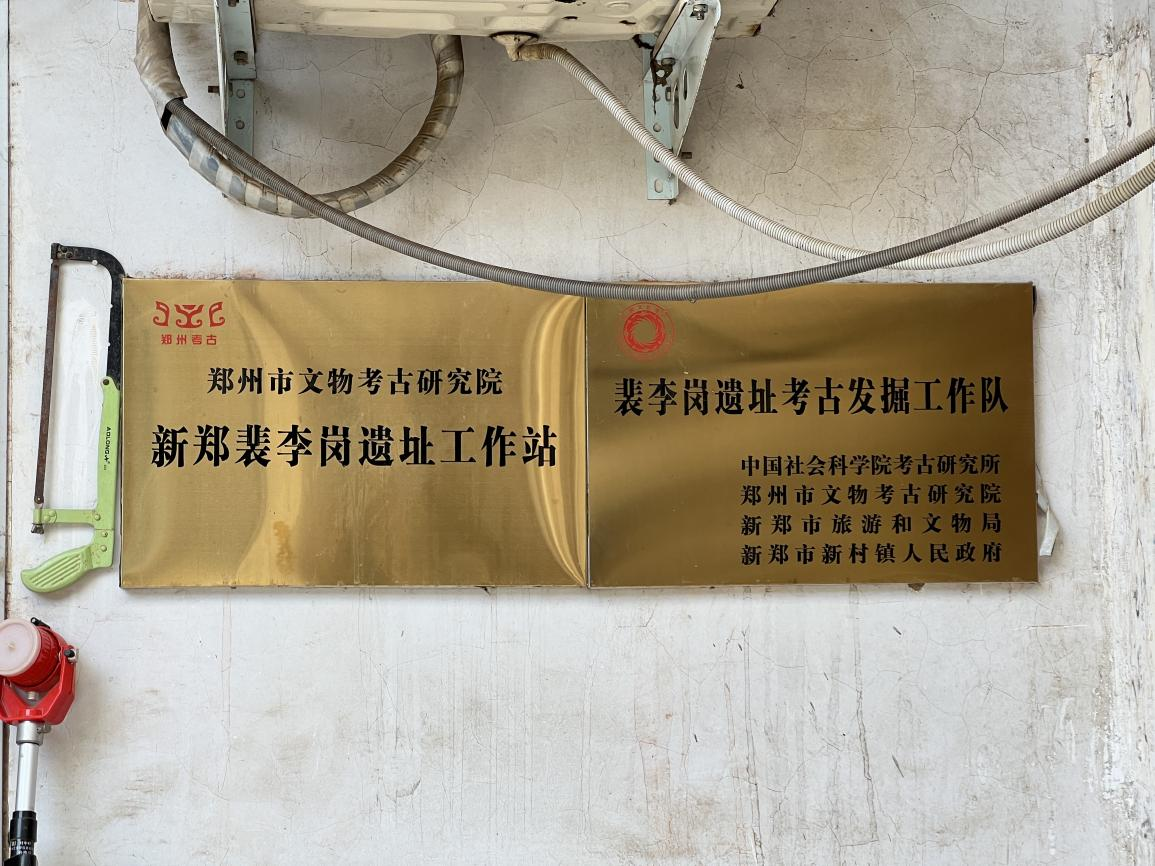 郑州考古
郑州市文物考古研究院
新郑裴李岗遗址工作站
裴李岗遗址考古发掘工作队
中国社会科学院考古研究所
郑州市文物考古研究院
新郑市旅游和文物局
新郑市新村镇人民政府
ADLONG